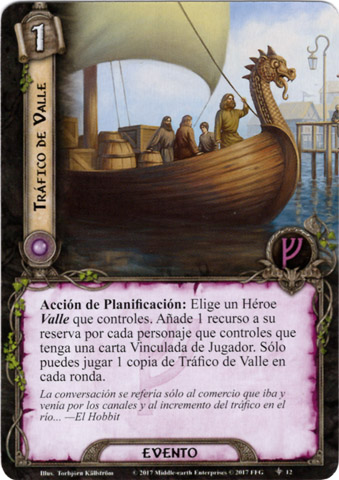 1
TRÁFICO DE VALLE
Acción de Planificación: Elige un Héroe
Valle que controles. Añade 1 recurso a su
reserva por cada personaje que controles que
tenga una carta Vinculada de Jugador. Sólo
puedes jugar 1 copia de Tráfico de Valle en
cada ronda.
La conversación se refería sólo al comercio que iba y
venía por los canales y al incremento del tráfico en el
río... —El Hobbit
EVENTO
Illus. Torbjørn Källström
© 2017 Middle-earth Enterprises © 2017 FFG
12